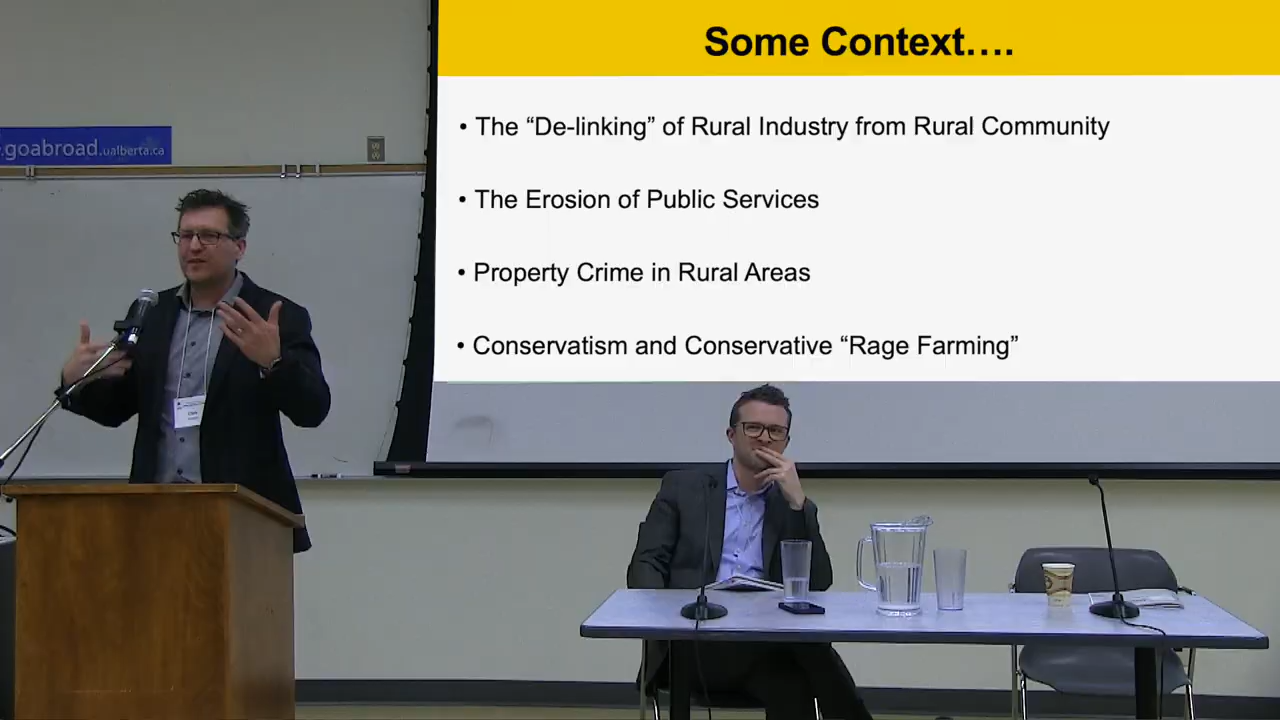 Some Context….
• The “De-linking” of Rural Industry from Rural Community
• The Erosion of Public Services
• Property Crime in Rural Areas
• Conservatism and Conservative “Rage Farming”
.goabroad.ualberta.ca